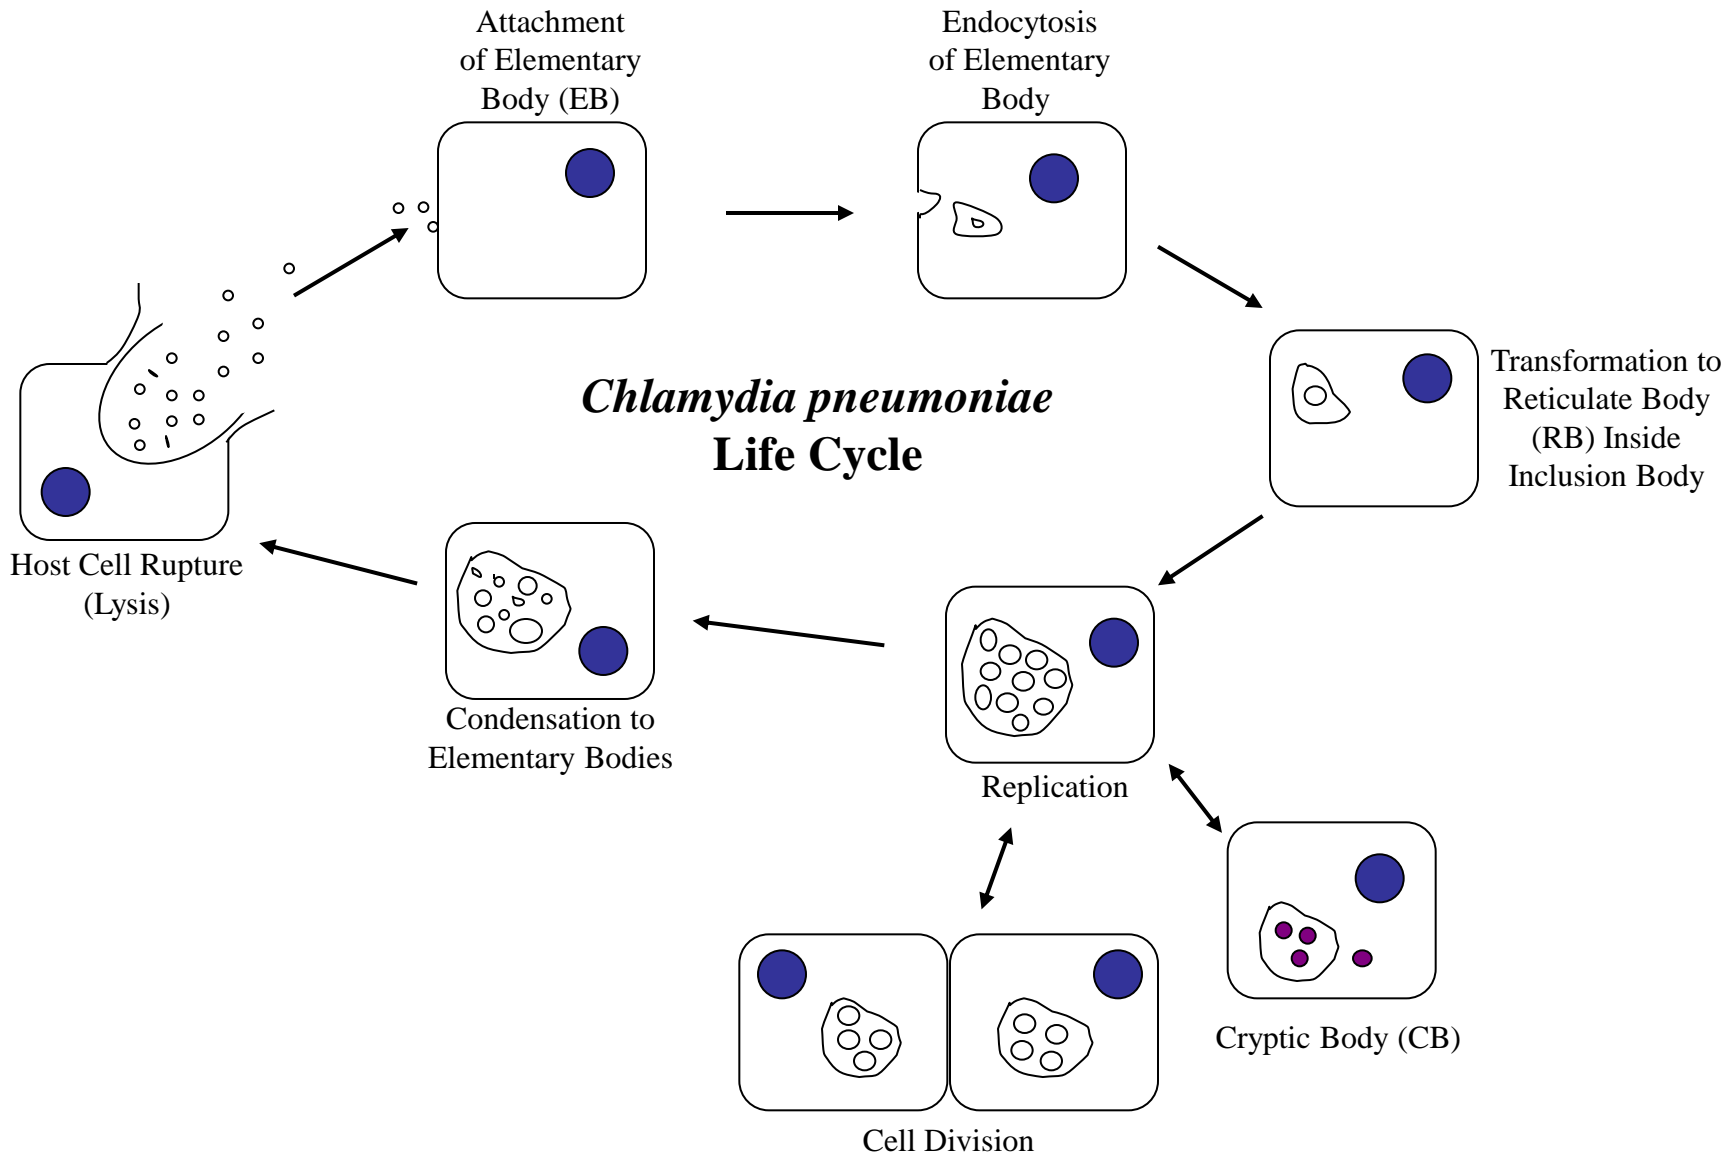 Attachment
of Elementary
Body (EB)
Endocytosis
of Elementary
Body
Transformation to
Reticulate Body
(RB) Inside
Inclusion Body
Chlamydia pneumoniae
Life Cycle
Host Cell Rupture
(Lysis)
Condensation to
Elementary Bodies
Replication
Cryptic Body (CB)
Cell Division